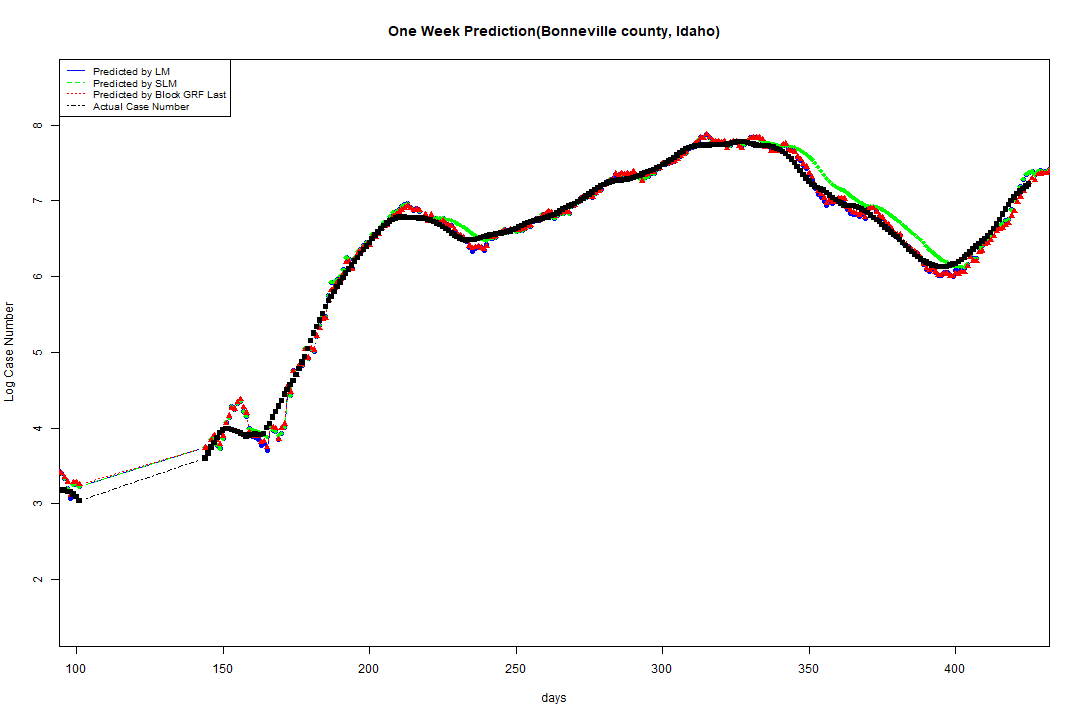 One Week Prediction(Bonneville county, Idaho)
Predicted by LM
Predicted by SLM
Predicted by Block GRF Last
Actual Case Number
8
7
6
5
4
3
2
Log Case Number
100 150 200 250 300 350 400
days